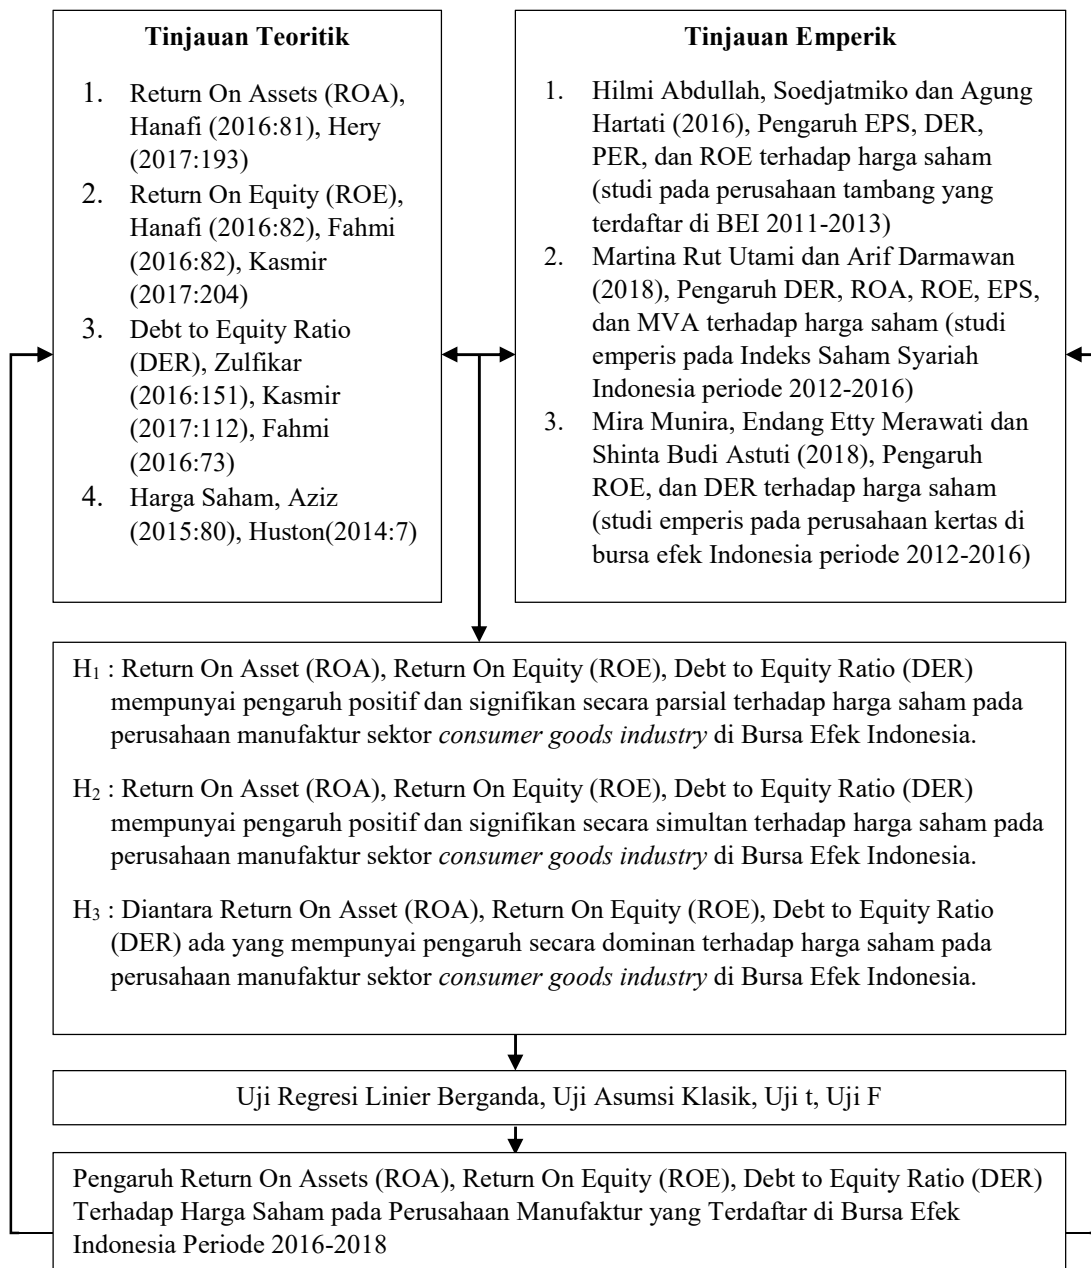 Tinjauan Teoritik
1. Return On Assets (ROA),
Hanafi (2016:81), Hery
(2017:193)
2. Return On Equity (ROE),
Hanafi (2016:82), Fahmi
(2016:82), Kasmir
(2017:204)
3. Debt to Equity Ratio
(DER), Zulfikar
(2016:151), Kasmir
(2017:112), Fahmi
(2016:73)
4. Harga Saham, Aziz
(2015:80), Huston(2014:7)
Tinjauan Emperik
1. Hilmi Abdullah, Soedjatmiko dan Agung
Hartati (2016), Pengaruh EPS, DER,
PER, dan ROE terhadap harga saham
(studi pada perusahaan tambang yang
terdaftar di BEI 2011-2013)
2. Martina Rut Utami dan Arif Darmawan
(2018), Pengaruh DER, ROA, ROE, EPS,
dan MVA terhadap harga saham (studi
emperis pada Indeks Saham Syariah
Indonesia periode 2012-2016)
3. Mira Munira, Endang Etty Merawati dan
Shinta Budi Astuti (2018), Pengaruh
ROE, dan DER terhadap harga saham
(studi emperis pada perusahaan kertas di
bursa efek Indonesia periode 2012-2016)
H₁ : Return On Asset (ROA), Return On Equity (ROE), Debt to Equity Ratio (DER)
mempunyai pengaruh positif dan signifikan secara parsial terhadap harga saham pada
perusahaan manufaktur sektor consumer goods industry di Bursa Efek Indonesia.
H₂ : Return On Asset (ROA), Return On Equity (ROE), Debt to Equity Ratio (DER)
mempunyai pengaruh positif dan signifikan secara simultan terhadap harga saham pada
perusahaan manufaktur sektor consumer goods industry di Bursa Efek Indonesia.
H₃ : Diantara Return On Asset (ROA), Return On Equity (ROE), Debt to Equity Ratio
(DER) ada yang mempunyai pengaruh secara dominan terhadap harga saham pada
perusahaan manufaktur sektor consumer goods industry di Bursa Efek Indonesia.
Uji Regresi Linier Berganda, Uji Asumsi Klasik, Uji t, Uji F
Pengaruh Return On Assets (ROA), Return On Equity (ROE), Debt to Equity Ratio (DER)
Terhadap Harga Saham pada Perusahaan Manufaktur yang Terdaftar di Bursa Efek
Indonesia Periode 2016-2018